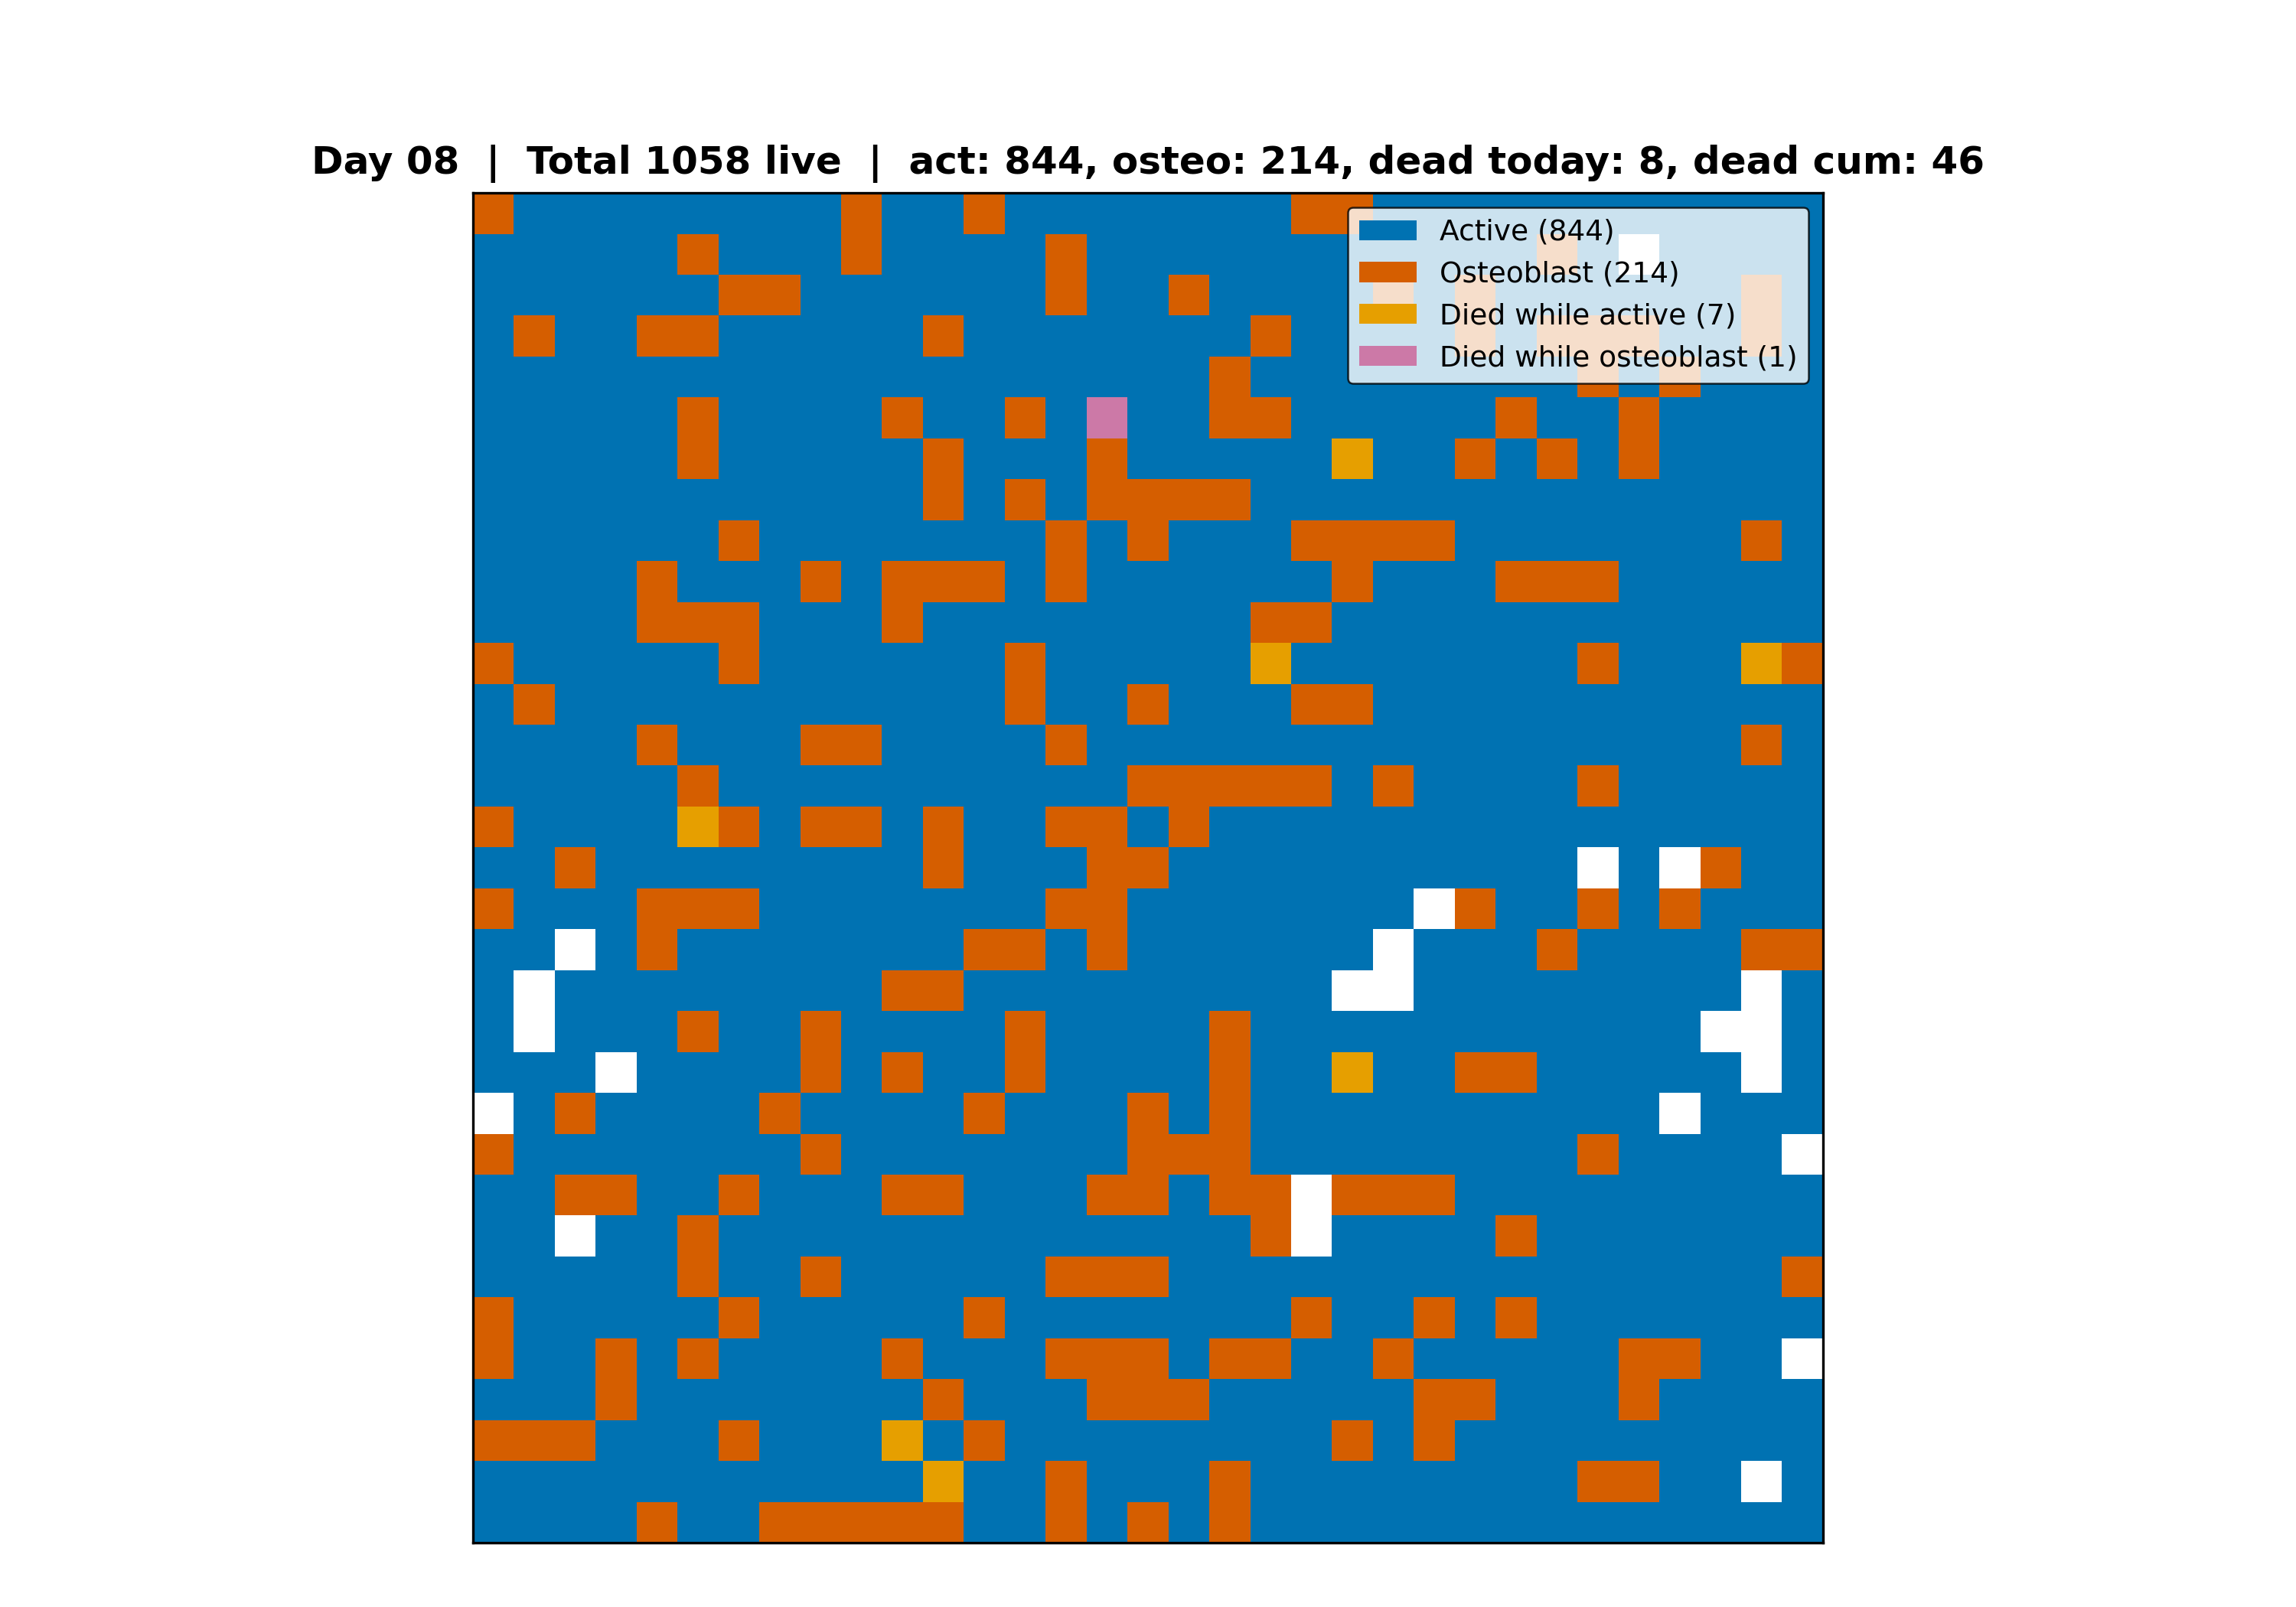 Day 08 | Total 1058 live | act: 844, osteo: 214, dead today: 8, dead cum: 46
Active (844)
Osteoblast (214)
Died while active (7)
Died while osteoblast (1)